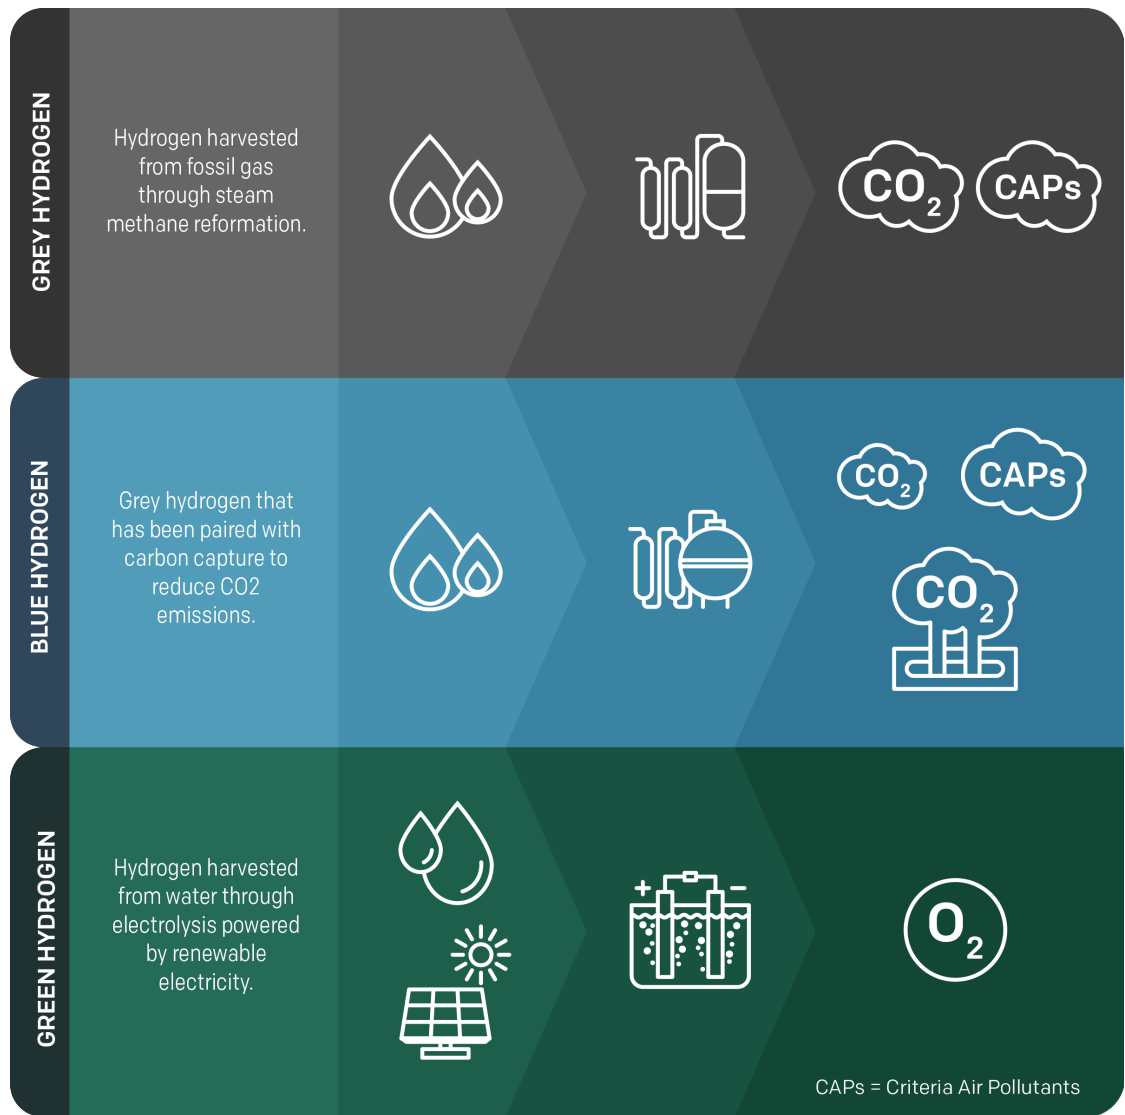 GREY HYDROGEN
Hydrogen harvested
from fossil gas
through steam
methane reformation.
CO2
CAPs
BLUE HYDROGEN
Grey hydrogen that
has been paired with
carbon capture to
reduce CO2
emissions.
CO2
CAPs
CO2
GREEN HYDROGEN
Hydrogen harvested
from water through
electrolysis powered
by renewable
electricity.
+ −
O2
CAPs = Criteria Air Pollutants